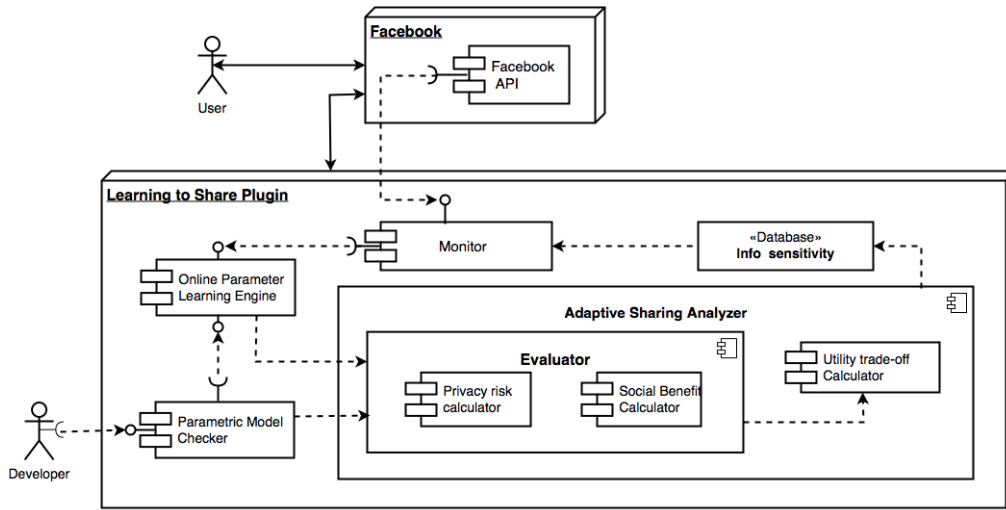 Facebook
Facebook
API
User
Learning to Share Plugin
Monitor
«Database»
Info sensitivity
Online Parameter
Learning Engine
Adaptive Sharing Analyzer
Evaluator
Privacy risk
calculator
Social Benefit
Calculator
Utility trade-off
Calculator
Parametric Model
Checker
Developer